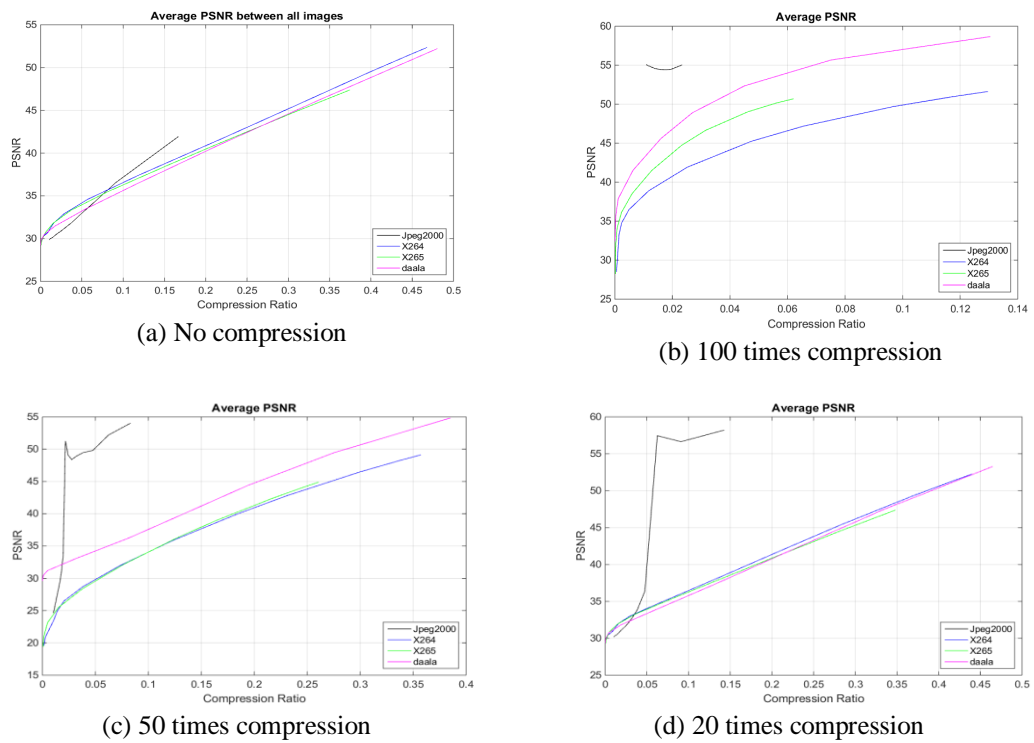 Average PSNR between all images
PSNR
55
50
45
40
35
30
25
0 0.05 0.1 0.15 0.2 0.25 0.3 0.35 0.4 0.45 0.5
Compression Ratio
Jpeg2000
X264
X265
daala
(a) No compression
Average PSNR
PSNR
60
55
50
45
40
35
30
25
0 0.02 0.04 0.06 0.08 0.1 0.12 0.14
Compression Ratio
Jpeg2000
X264
X265
daala
(b) 100 times compression
Average PSNR
PSNR
55
50
45
40
35
30
25
20
15
0 0.05 0.1 0.15 0.2 0.25 0.3 0.35 0.4
Compression Ratio
Jpeg2000
X264
X265
daala
(c) 50 times compression
Average PSNR
PSNR
60
55
50
45
40
35
30
25
0 0.05 0.1 0.15 0.2 0.25 0.3 0.35 0.4 0.45 0.5
Compression Ratio
Jpeg2000
X264
X265
daala
(d) 20 times compression